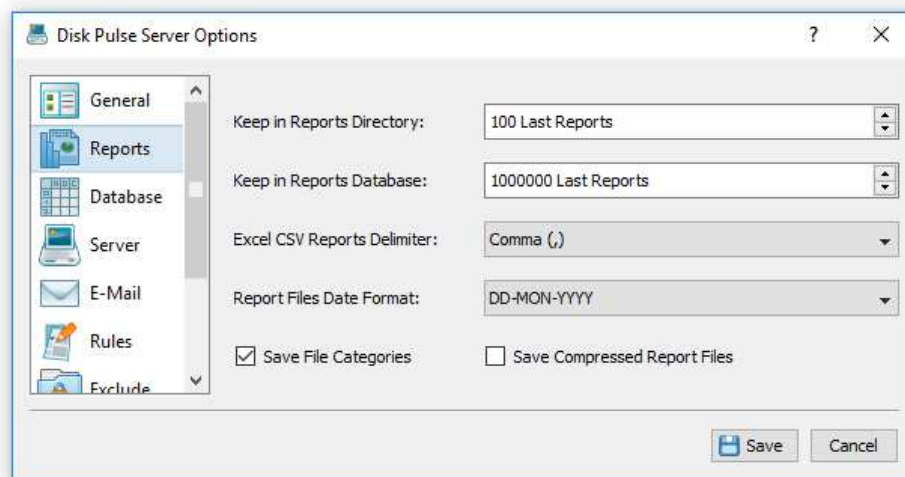 Disk Pulse Server Options
?
General
Reports
Database
Server
E-Mail
Rules
Exclude
Keep in Reports Directory: 100 Last Reports
Keep in Reports Database: 1000000 Last Reports
Excel CSV Reports Delimiter: Comma (,)
Report Files Date Format: DD-MON-YYYY
Save File Categories
Save Compressed Report Files
Save
Cancel